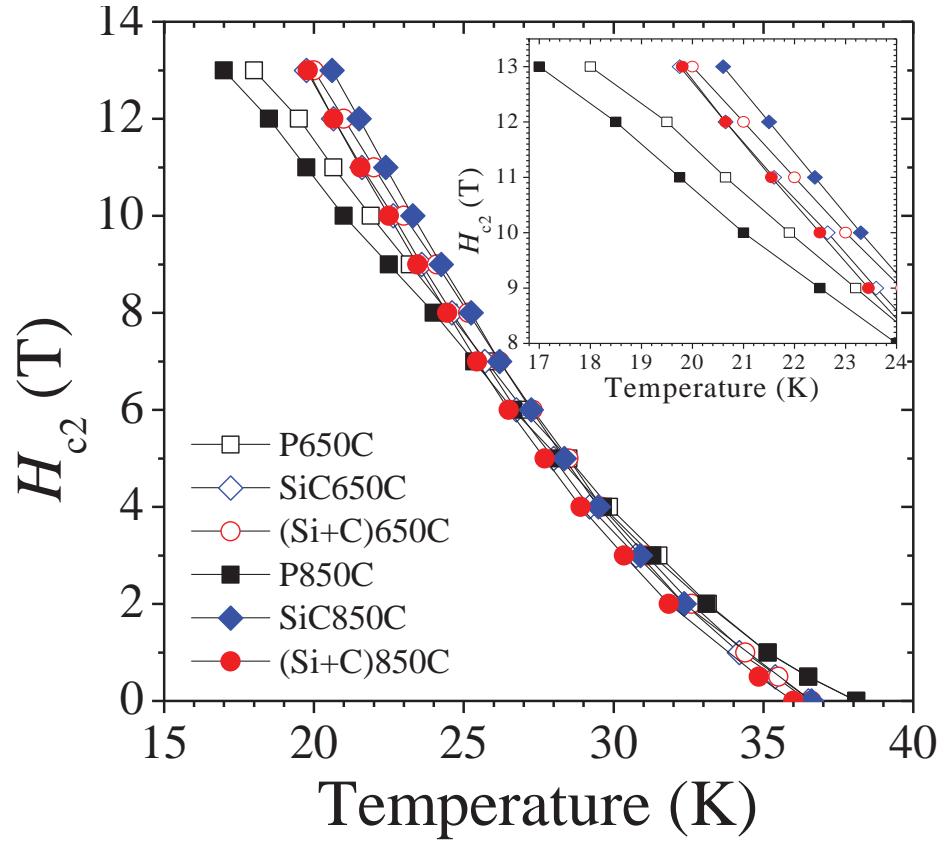 14
12
10
8
6
4
2
0
H_{c2} (T)
15
20
25
30
35
40
Temperature (K)
P650C
SiC650C
(Si+C)650C
P850C
SiC850C
(Si+C)850C
13
12
11
10
9
8
H_{c2} (T)
17
18
19
20
21
22
23
24
Temperature (K)